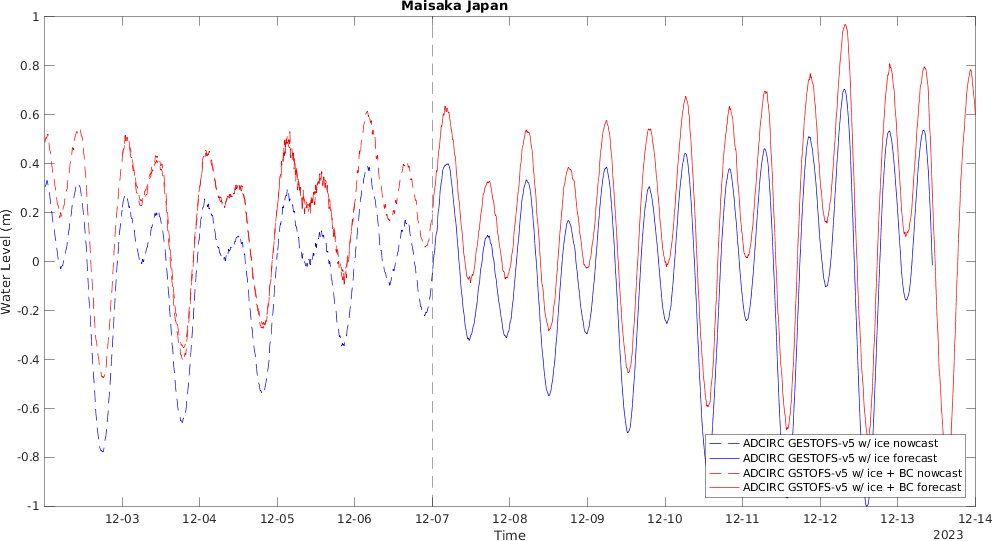 Maisaka Japan
1
0.8
0.6
0.4
0.2
0
-0.2
-0.4
-0.6
-0.8
-1
Water Level (m)
ADCIRC GESTOFS-v5 w/ ice nowcast
ADCIRC GESTOFS-v5 w/ ice forecast
ADCIRC GSTOFS-v5 w/ ice + BC nowcast
ADCIRC GSTOFS-v5 w/ ice + BC forecast
12-03 12-04 12-05 12-06 12-07 12-08 12-09 12-10 12-11 12-12 12-13 12-14
Time
2023